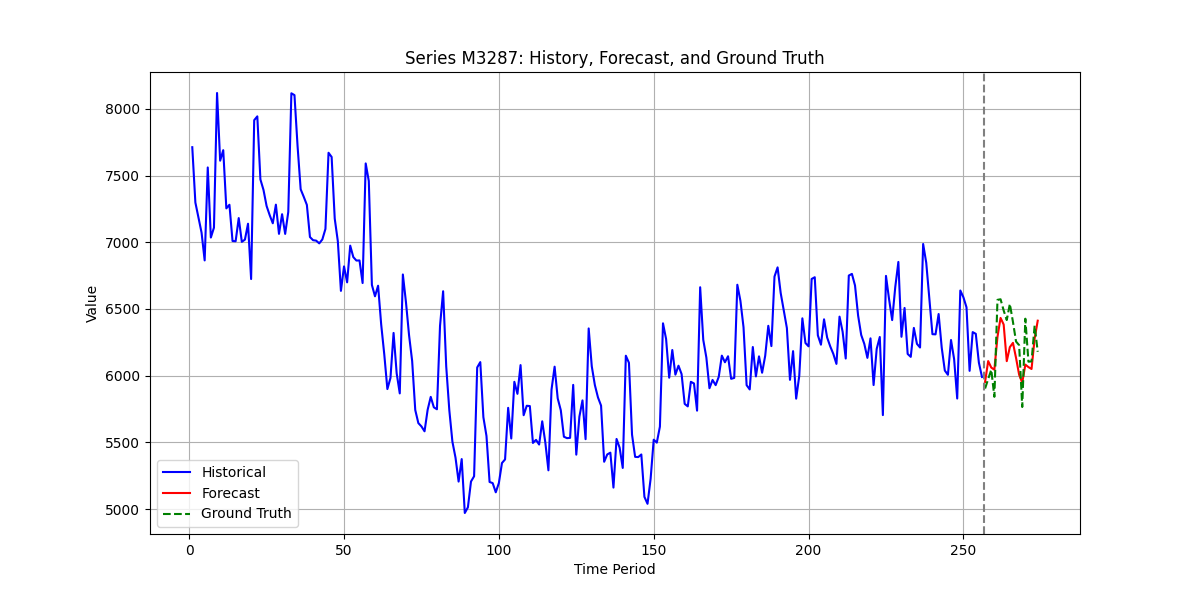 Series M3287: History, Forecast, and Ground Truth
Value
8000
7500
7000
6500
6000
5500
5000
Historical
Forecast
Ground Truth
0 50 100 150 200 250
Time Period